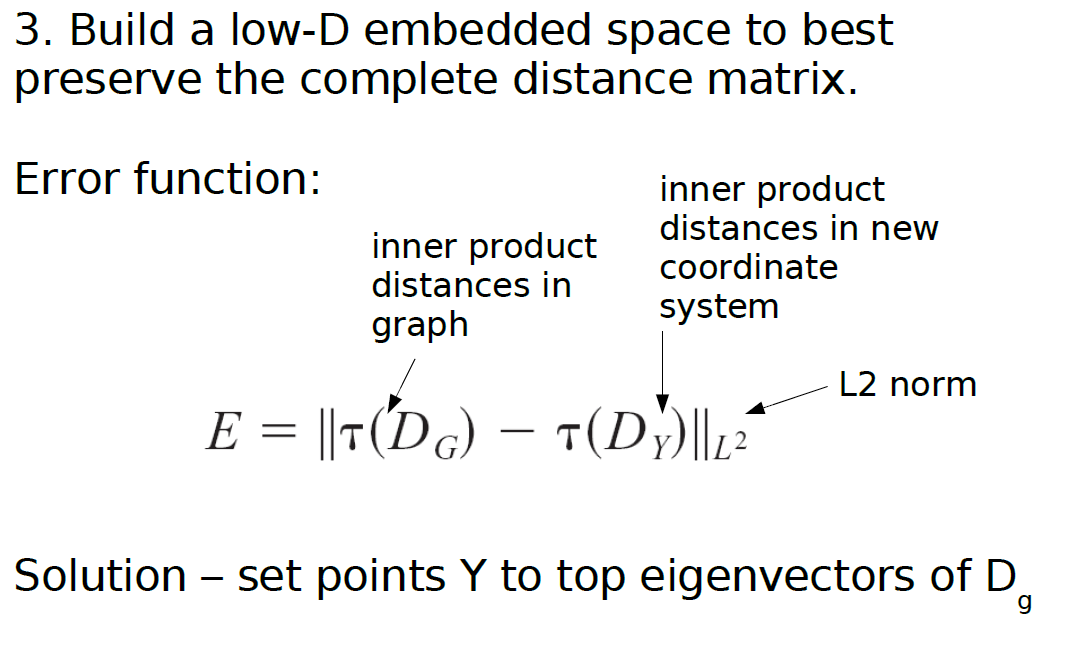 3. Build a low-D embedded space to best
preserve the complete distance matrix.
Error function:
inner product
distances in
graph
inner product
distances in new
coordinate
system
L2 norm
E = ||τ(D_G) − τ(D_Y)||_{L^2}
Solution – set points Y to top eigenvectors of D_g